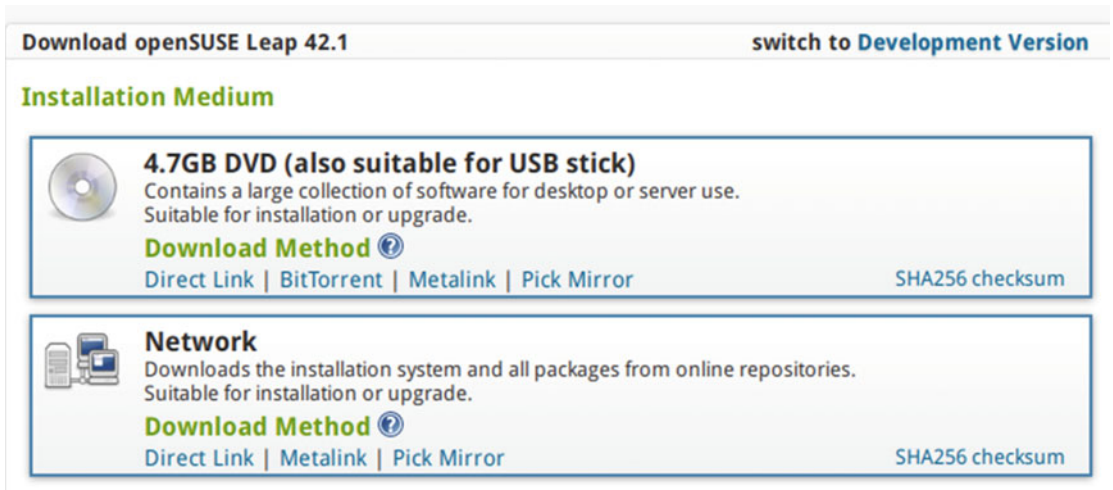 Download openSUSE Leap 42.1 switch to Development Version
Installation Medium
4.7GB DVD (also suitable for USB stick)
Contains a large collection of software for desktop or server use.
Suitable for installation or upgrade.
Download Method ?
Direct Link | BitTorrent | Metalink | Pick Mirror SHA256 checksum
Network
Downloads the installation system and all packages from online repositories.
Suitable for installation or upgrade.
Download Method ?
Direct Link | Metalink | Pick Mirror SHA256 checksum